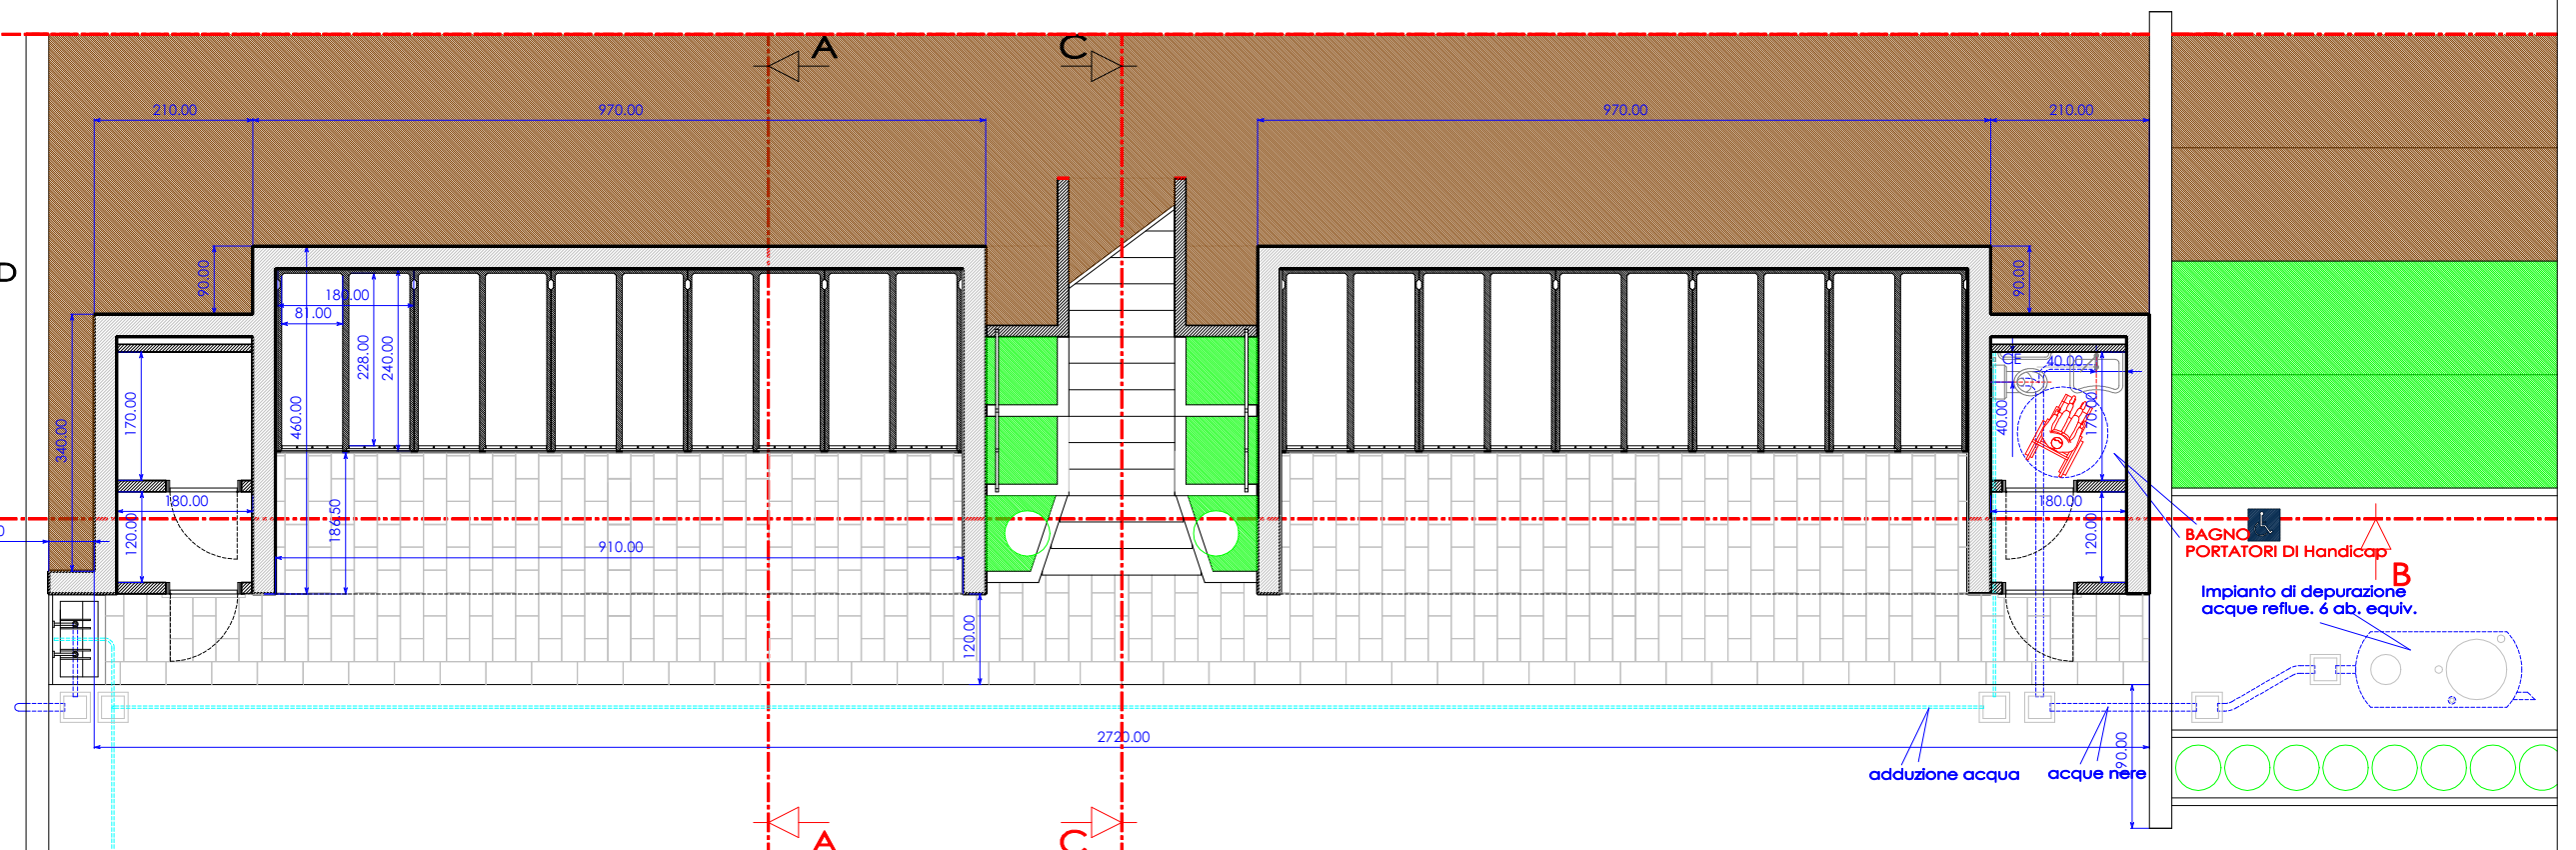 A
C
210.00
970.00
970.00
210.00
D
90.00
90.00
180.00
81.00
228.00
240.00
460.00
340.00
170.00
180.00
120.00
186.50
910.00
120.00
CE
40.00
40.00
170.00
180.00
120.00
BAGNO
PORTATORI DI Handicap
B
Impianto di depurazione
acque reflue. 6 ab. equiv.
2720.00
adduzione acqua
acque nere
A
C